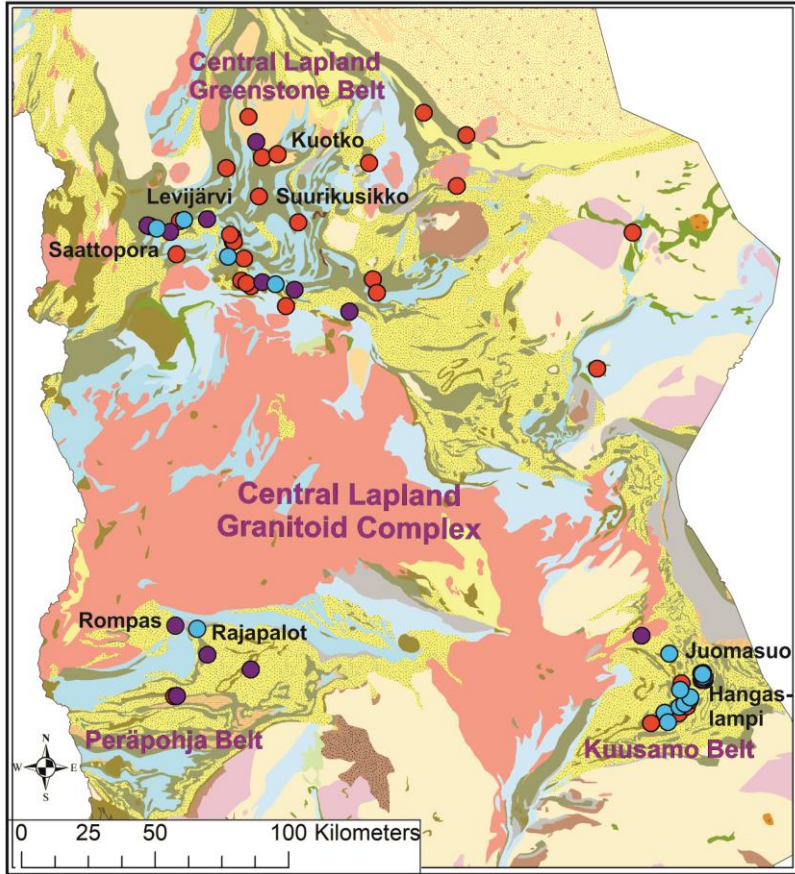 Central Lapland
Greenstone Belt
Kuotko
Levijärvi
Suurikusikko
Saattopora
Central Lapland
Granitoid Complex
Rompas
Rajapalot
Juomasuo
Hangas-
lampi
Peräpohja Belt
Kuusamo Belt
N
W E
S
0 25 50 100 Kilometers